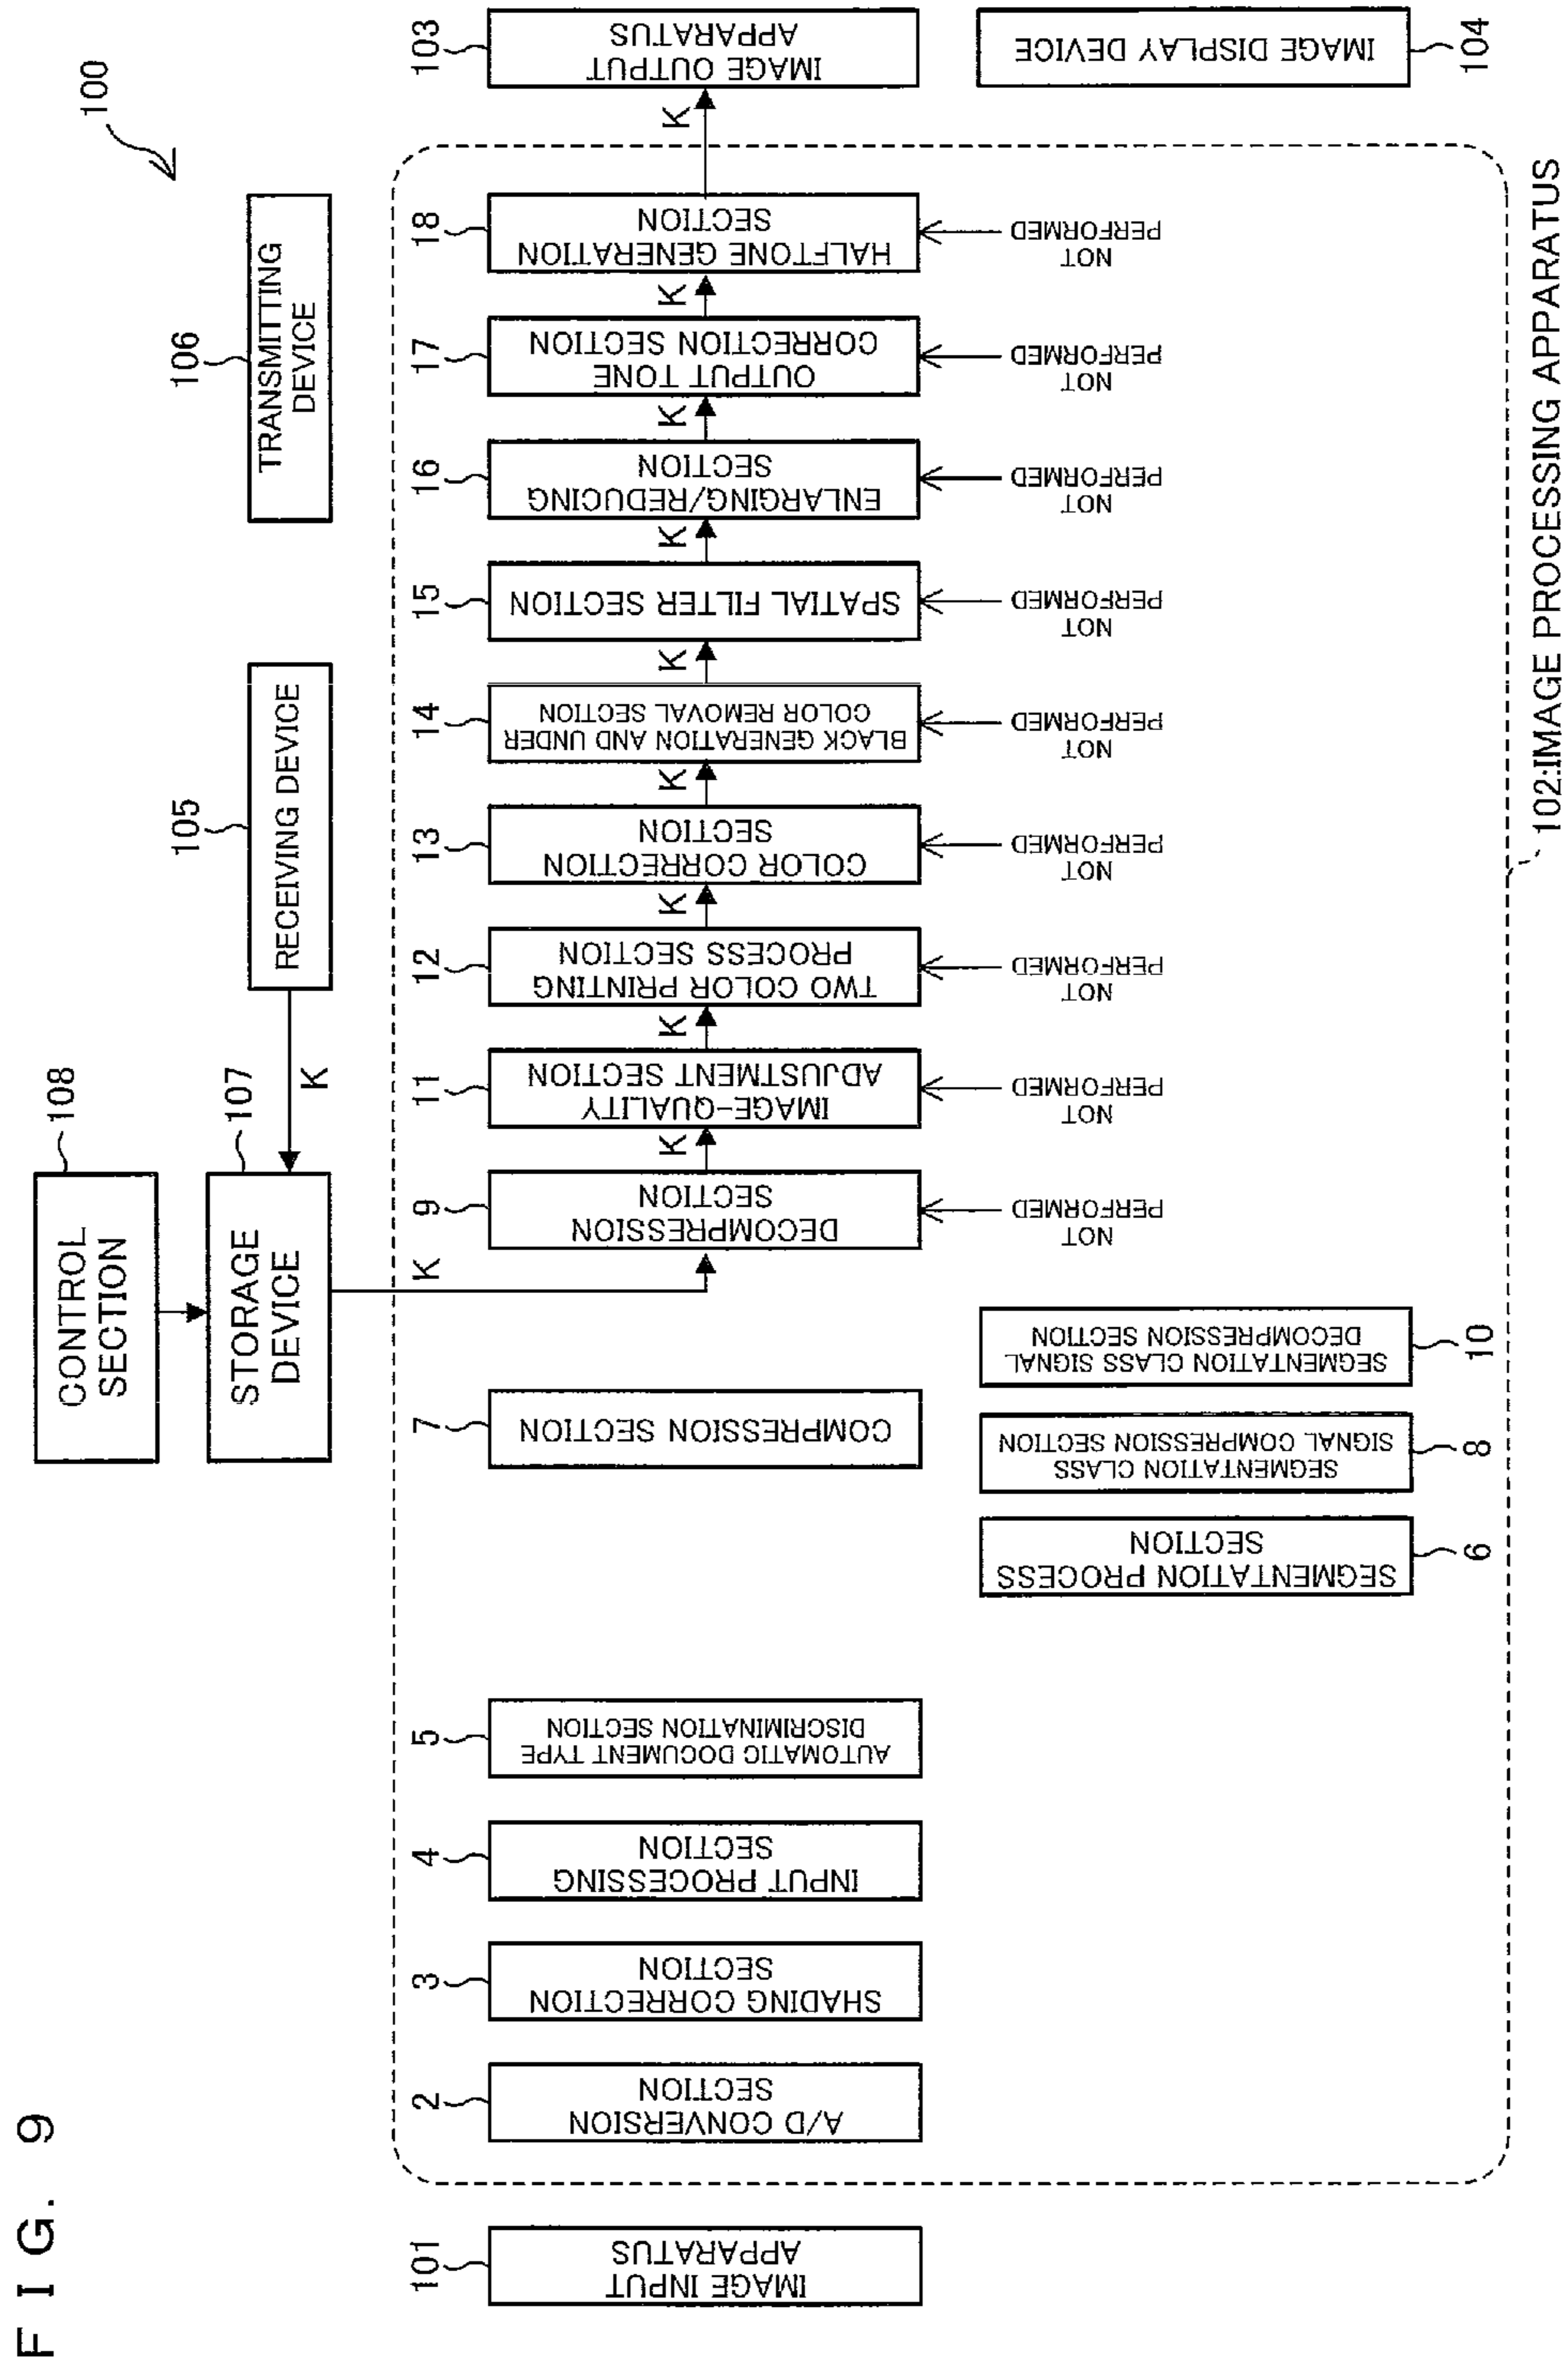 FIG. 9
100
CONTROL
SECTION
108
STORAGE
DEVICE
107
K
RECEIVING DEVICE
105
TRANSMITTING
DEVICE
106
101
IMAGE INPUT
APPARATUS
2
A/D CONVERSION
SECTION
3
SHADING CORRECTION
SECTION
4
INPUT PROCESSING
SECTION
5
AUTOMATIC DOCUMENT TYPE
DISCRIMINATION SECTION
7
COMPRESSION SECTION
K
9
DECOMPRESSION
SECTION
K
11
IMAGE-QUALITY
ADJUSTMENT SECTION
K
12
TWO COLOR PRINTING
PROCESS SECTION
K
13
COLOR CORRECTION
SECTION
K
14
BLACK GENERATION AND UNDER
COLOR REMOVAL SECTION
K
15
SPATIAL FILTER SECTION
K
16
ENLARGING/REDUCING
SECTION
K
17
OUTPUT TONE
CORRECTION SECTION
K
18
HALFTONE GENERATION
SECTION
K
103
IMAGE OUTPUT
APPARATUS
NOT
PERFORMED
NOT
PERFORMED
NOT
PERFORMED
NOT
PERFORMED
NOT
PERFORMED
NOT
PERFORMED
NOT
PERFORMED
NOT
PERFORMED
NOT
PERFORMED
SEGMENTATION PROCESS
SECTION
6
SEGMENTATION CLASS
SIGNAL COMPRESSION SECTION
8
SEGMENTATION CLASS SIGNAL
DECOMPRESSION SECTION
10
IMAGE DISPLAY DEVICE
104
102:IMAGE PROCESSING APPARATUS